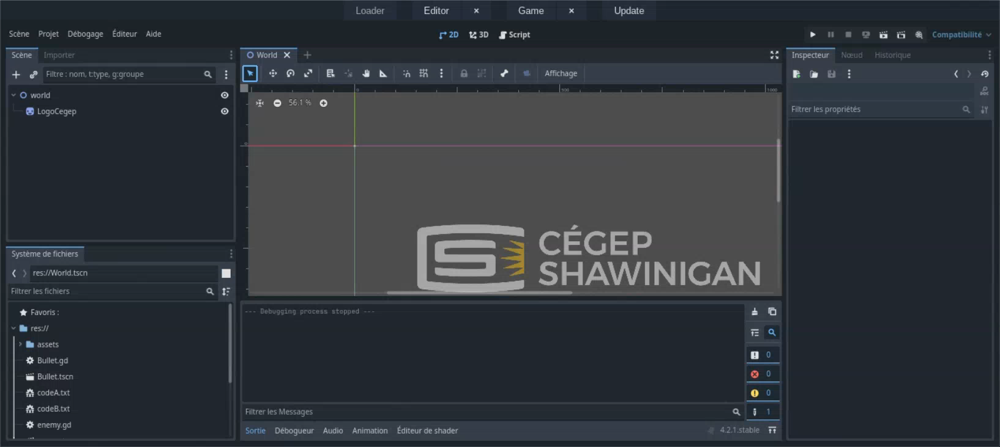 Loader Editor × Game × Update
Scène Projet Débogage Éditeur Aide 2D 3D Script Compatibilité
Scène Importer
Filtre : nom, t:type, g:groupe
world
LogoCegep
Système de fichiers
res://World.tscn
Filtrer les fichiers
Favoris :
res://
assets
Bullet.gd
Bullet.tscn
codeA.txt
codeB.txt
enemy.gd
World
Affichage
0 500 1000
56.1 %
0
CÉGEP
SHAWINIGAN
--- Debugging process stopped ---
0
0
0
1
Filtrer les Messages
Sortie Débogueur Audio Animation Éditeur de shader 4.2.1.stable
Inspecteur Nœud Historique
Filtrer les propriétés